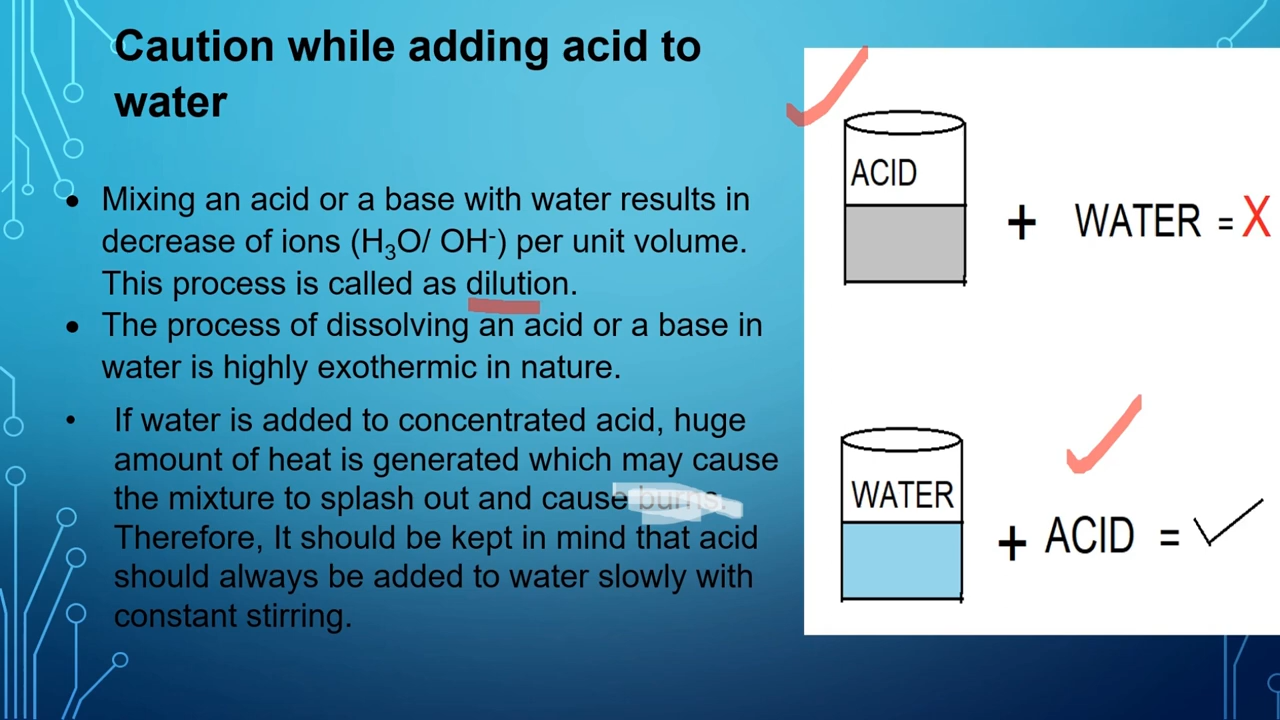 Caution while adding acid to
water
• Mixing an acid or a base with water results in
decrease of ions (H₃O/ OH⁻) per unit volume.
This process is called as dilution.
• The process of dissolving an acid or a base in
water is highly exothermic in nature.
• If water is added to concentrated acid, huge
amount of heat is generated which may cause
the mixture to splash out and cause burns.
Therefore, It should be kept in mind that acid
should always be added to water slowly with
constant stirring.
ACID
+ WATER = X
WATER
+ ACID = ✓